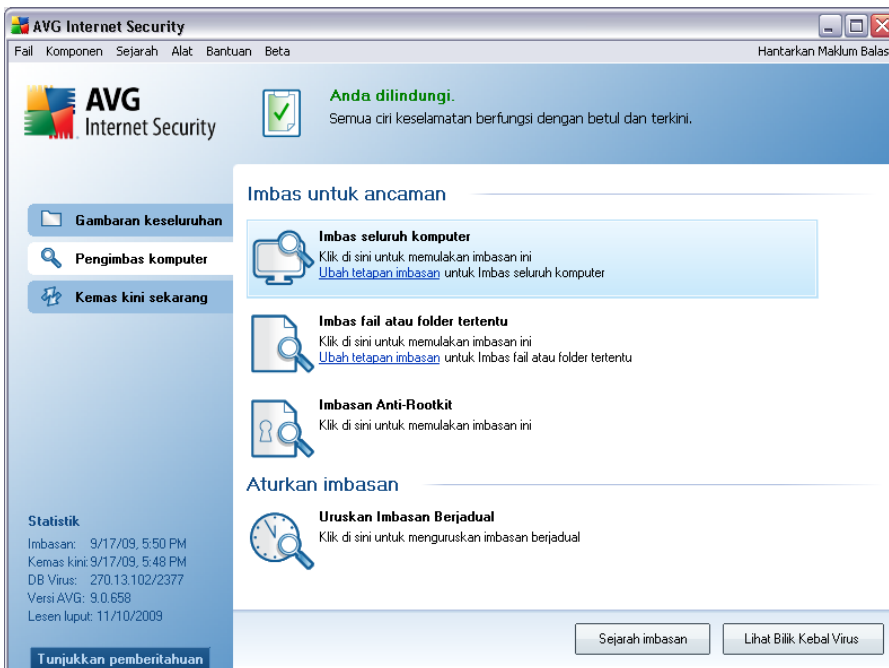 AVG Internet Security
Fail Komponen Sejarah Alat Bantuan Beta Hantarkan Maklum Balas
AVG
Internet Security
Anda dilindungi.
Semua ciri keselamatan berfungsi dengan betul dan terkini.
Gambaran keseluruhan
Pengimbas komputer
Kemas kini sekarang
Imbas untuk ancaman
Imbas seluruh komputer
Klik di sini untuk memulakan imbasan ini
Ubah tetapan imbasan untuk Imbas seluruh komputer
Imbas fail atau folder tertentu
Klik di sini untuk memulakan imbasan ini
Ubah tetapan imbasan untuk Imbas fail atau folder tertentu
Imbasan Anti-Rootkit
Klik di sini untuk memulakan imbasan ini
Aturkan imbasan
Uruskan Imbasan Berjadual
Klik di sini untuk menguruskan imbasan berjadual
Statistik
Imbasan: 9/17/09, 5:50 PM
Kemas kini: 9/17/09, 5:48 PM
DB Virus: 270.13.102/2377
Versi AVG: 9.0.658
Lesen luput: 11/10/2009
Tunjukkan pemberitahuan
Sejarah imbasan
Lihat Bilik Kebal Virus